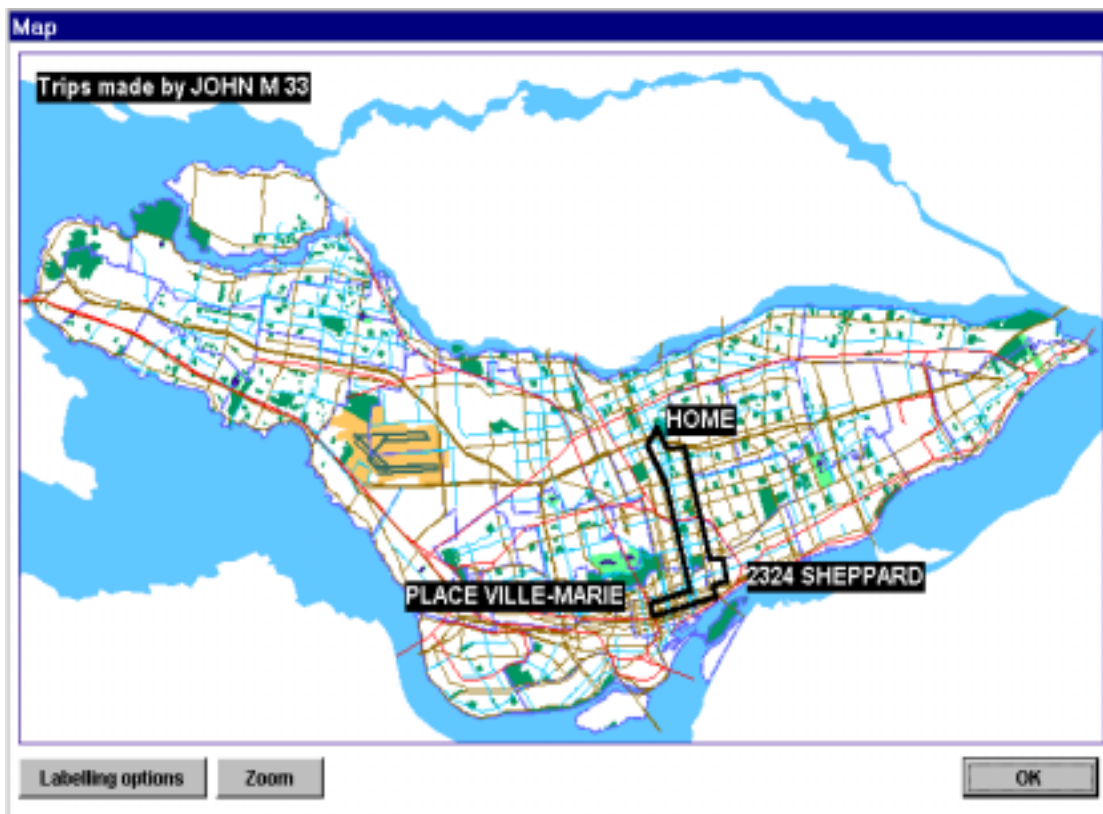 Map
Trips made by JOHN M 33
HOME
2324 SHEPPARD
PLACE VILLE-MARIE
Labelling options
Zoom
OK